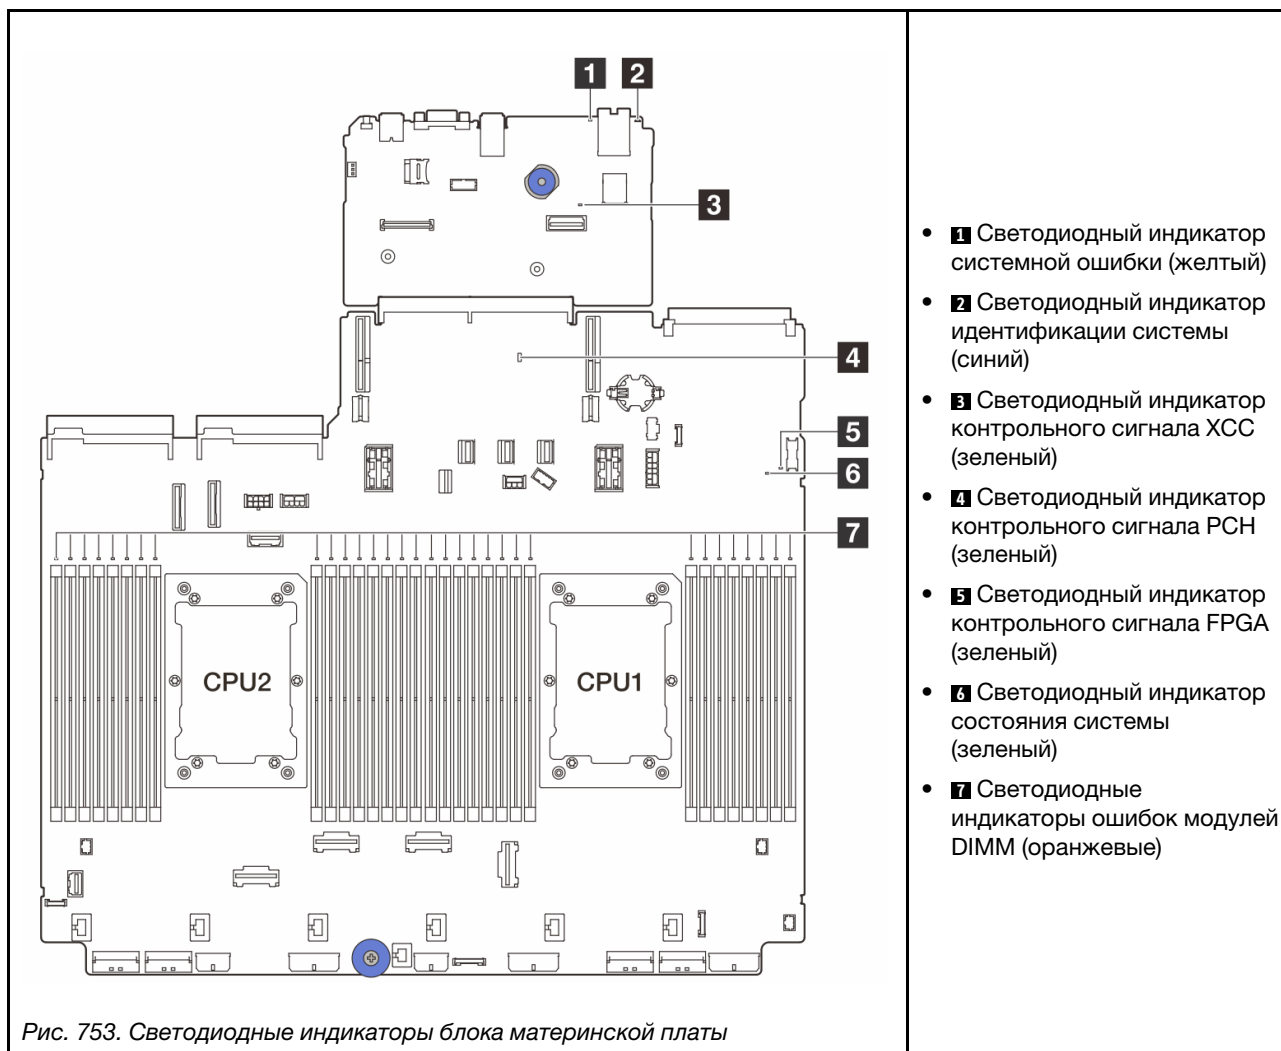 1 2
3
4
5
6
7
CPU2 CPU1
Рис. 753. Светодиодные индикаторы блока материнской платы
• 1 Светодиодный индикатор
системной ошибки (желтый)
• 2 Светодиодный индикатор
идентификации системы
(синий)
• 3 Светодиодный индикатор
контрольного сигнала XCC
(зеленый)
• 4 Светодиодный индикатор
контрольного сигнала PCH
(зеленый)
• 5 Светодиодный индикатор
контрольного сигнала FPGA
(зеленый)
• 6 Светодиодный индикатор
состояния системы
(зеленый)
• 7 Светодиодные
индикаторы ошибок модулей
DIMM (оранжевые)